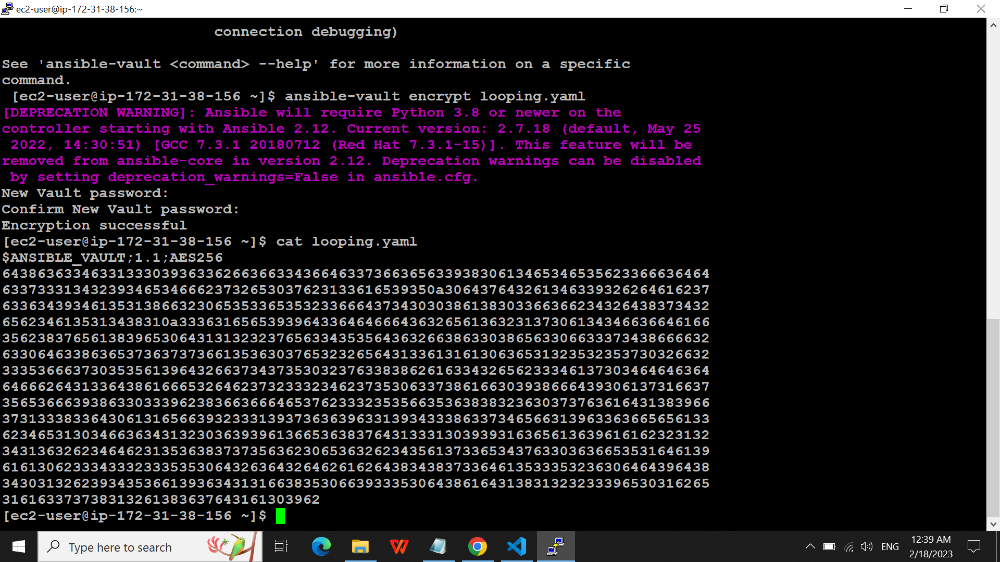 ec2-user@ip-172-31-38-156:~
connection debugging)
See 'ansible-vault <command> --help' for more information on a specific
command.
[ec2-user@ip-172-31-38-156 ~]$ ansible-vault encrypt looping.yaml
[DEPRECATION WARNING]: Ansible will require Python 3.8 or newer on the
controller starting with Ansible 2.12. Current version: 2.7.18 (default, May 25
2022, 14:30:51) [GCC 7.3.1 20180712 (Red Hat 7.3.1-15)]. This feature will be
removed from ansible-core in version 2.12. Deprecation warnings can be disabled
by setting deprecation_warnings=False in ansible.cfg.
New Vault password:
Confirm New Vault password:
Encryption successful
[ec2-user@ip-172-31-38-156 ~]$ cat looping.yaml
$ANSIBLE_VAULT;1.1;AES256
64386363346331333039363362663663343664633736636563393830613465346535623366636464
6337333134323934653466623732653037623133616539350a306437643261346339326264616237
63363439346135313866323065353365353233666437343030386138303366366234326438373432
6562346135313438310a333631656539396433646466643632656136323137306134346636646166
35623837656138396530643131323237656334353564363266386330386563306633373438666632
63306463386365373637373661353630376532326564313361316130636531323532353730326632
33353666373035356139643266373437353032376338386261633432656233346137303464646364
64666264313364386166653264623732333234623735306337386166303938666439306137316637
35653666393863303339623836636664653762333235356635363838323630373763616431383966
37313338336430613165663932333139373636396331393433386337346566313963363665656133
62346531303466363431323036393961366536383764313331303939316365613639616162323132
34313632623464623135363837373563623065363262343561373365343763303636653531646139
61613062333433323335353064326364326462616264383438373364613533353236306464396438
34303132623934353661393634313166383530663933353064386164313831323233396530316265
316163373738313261383637643161303962
[ec2-user@ip-172-31-38-156 ~]$
Type here to search
ENG
12:39 AM
2/18/2023